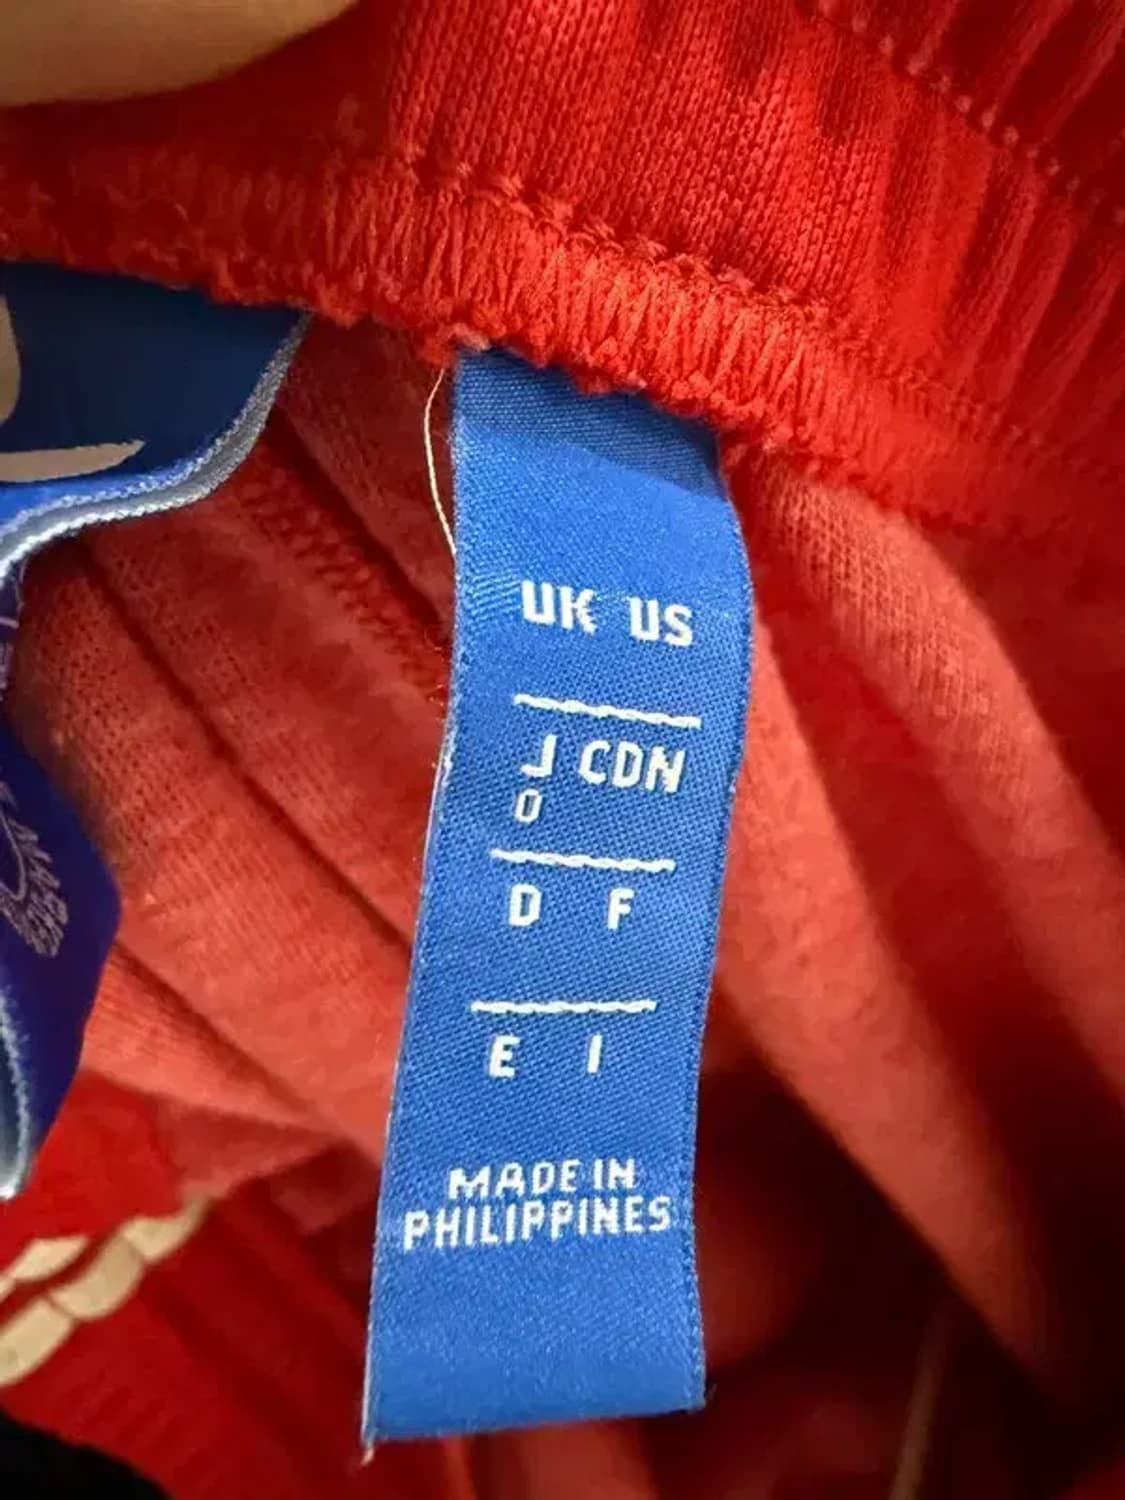 UK US
J CDN
O
D F
E I
MADE IN
PHILIPPINES